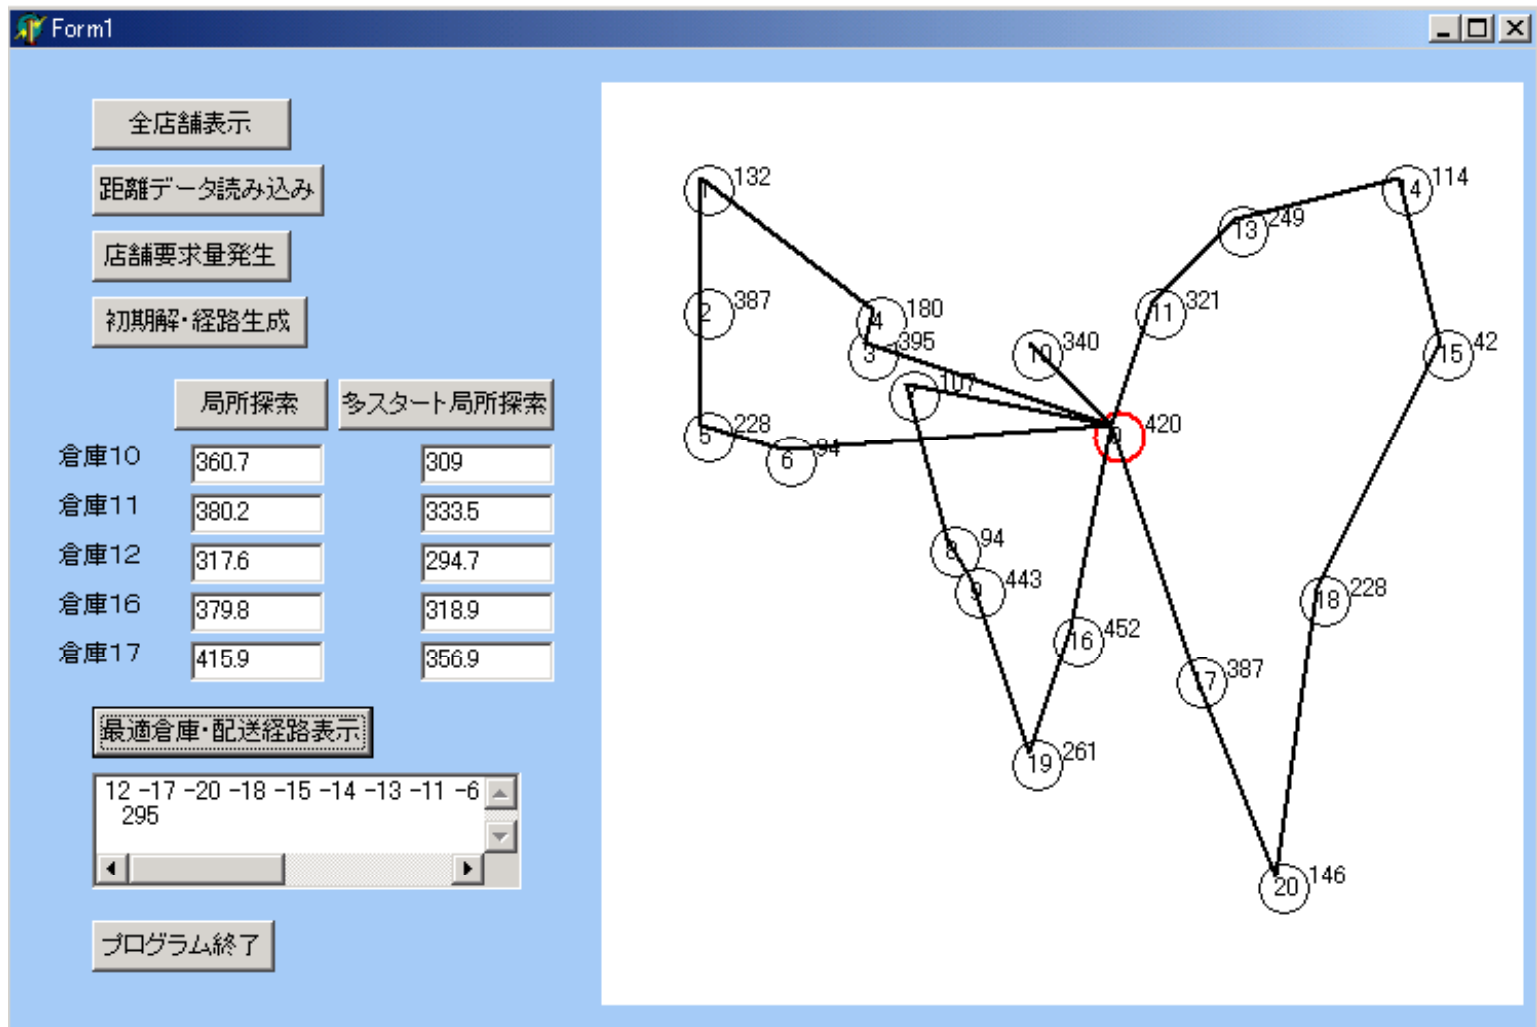 Form1
全店舗表示
距離データ読み込み
店舗要求量発生
初期解・経路生成
局所探索 多スタート局所探索
倉庫10 360.7 309
倉庫11 380.2 333.5
倉庫12 317.6 294.7
倉庫16 379.8 318.9
倉庫17 415.9 356.9
最適倉庫・配送経路表示
12 -17 -20 -18 -15 -14 -13 -11 -6
295
プログラム終了
1 132
14 114
13 249
2 387
4 180
11 321
3 395
10 340
15 42
107
5 228
420
6 94
8 94
9 443
18 228
16 452
17 387
19 261
20 146